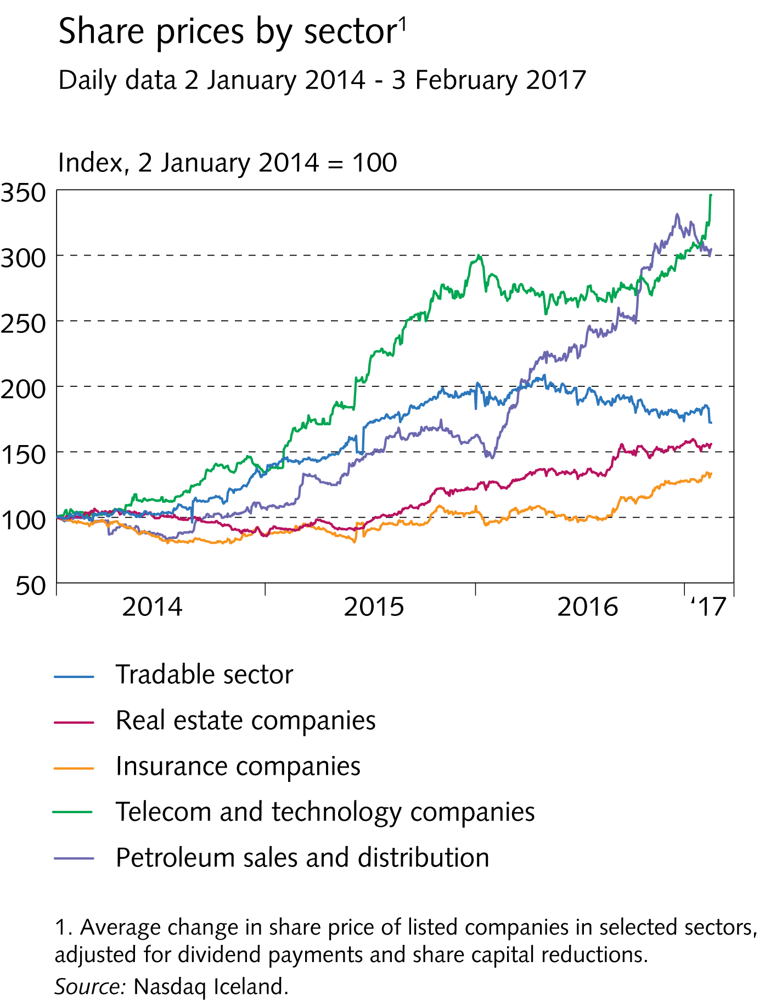 Share prices by sector¹
Daily data 2 January 2014 - 3 February 2017
Index, 2 January 2014 = 100
350
300
250
200
150
100
50
2014 2015 2016 ‘17
Tradable sector
Real estate companies
Insurance companies
Telecom and technology companies
Petroleum sales and distribution
1. Average change in share price of listed companies in selected sectors,
adjusted for dividend payments and share capital reductions.
Source: Nasdaq Iceland.